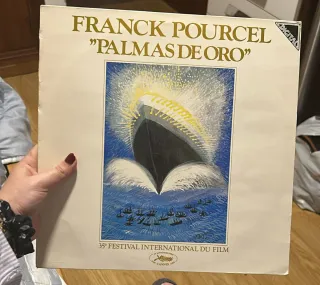 FRANCK POURCEL
"PALMAS DE ORO"
35e FESTIVAL INTERNATIONAL DU FILM